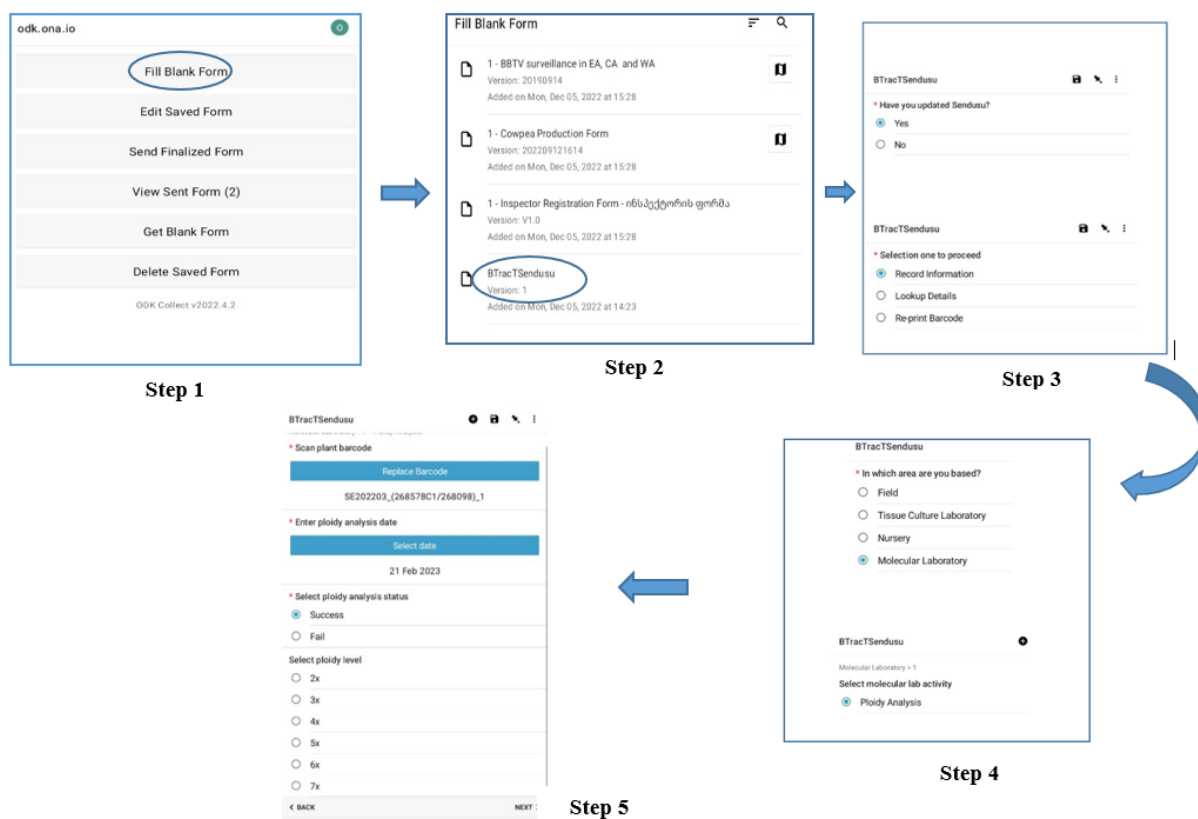 odk.ona.io
Fill Blank Form
Edit Saved Form
Send Finalized Form
View Sent Form (2)
Get Blank Form
Delete Saved Form
ODK Collect v2022.4.2
Step 1
Fill Blank Form
1 - BBTV surveillance in EA, CA and WA
Version: 20190914
Added on Mon, Dec 05, 2022 at 15:28
1 - Cowpea Production Form
Version: 202209121614
Added on Mon, Dec 05, 2022 at 15:28
1 - Inspector Registration Form - ინსპექტორის ფორმა
Version: V1.0
Added on Mon, Dec 05, 2022 at 15:28
BTracTSendusu
Version: 1
Added on Mon, Dec 05, 2022 at 14:23
Step 2
BTracTSendusu
* Have you updated Sendusu?
Yes
No
BTracTSendusu
* Selection one to proceed
Record Information
Lookup Details
Re-print Barcode
Step 3
BTracTSendusu
* In which area are you based?
Field
Tissue Culture Laboratory
Nursery
Molecular Laboratory
BTracTSendusu
Molecular Laboratory > 1
Select molecular lab activity
Ploidy Analysis
Step 4
BTracTSendusu
* Scan plant barcode
Replace Barcode
SE202203_(268578C1/268098)_1
* Enter ploidy analysis date
Select date
21 Feb 2023
* Select ploidy analysis status
Success
Fail
Select ploidy level
2x
3x
4x
5x
6x
7x
< BACK
NEXT
Step 5